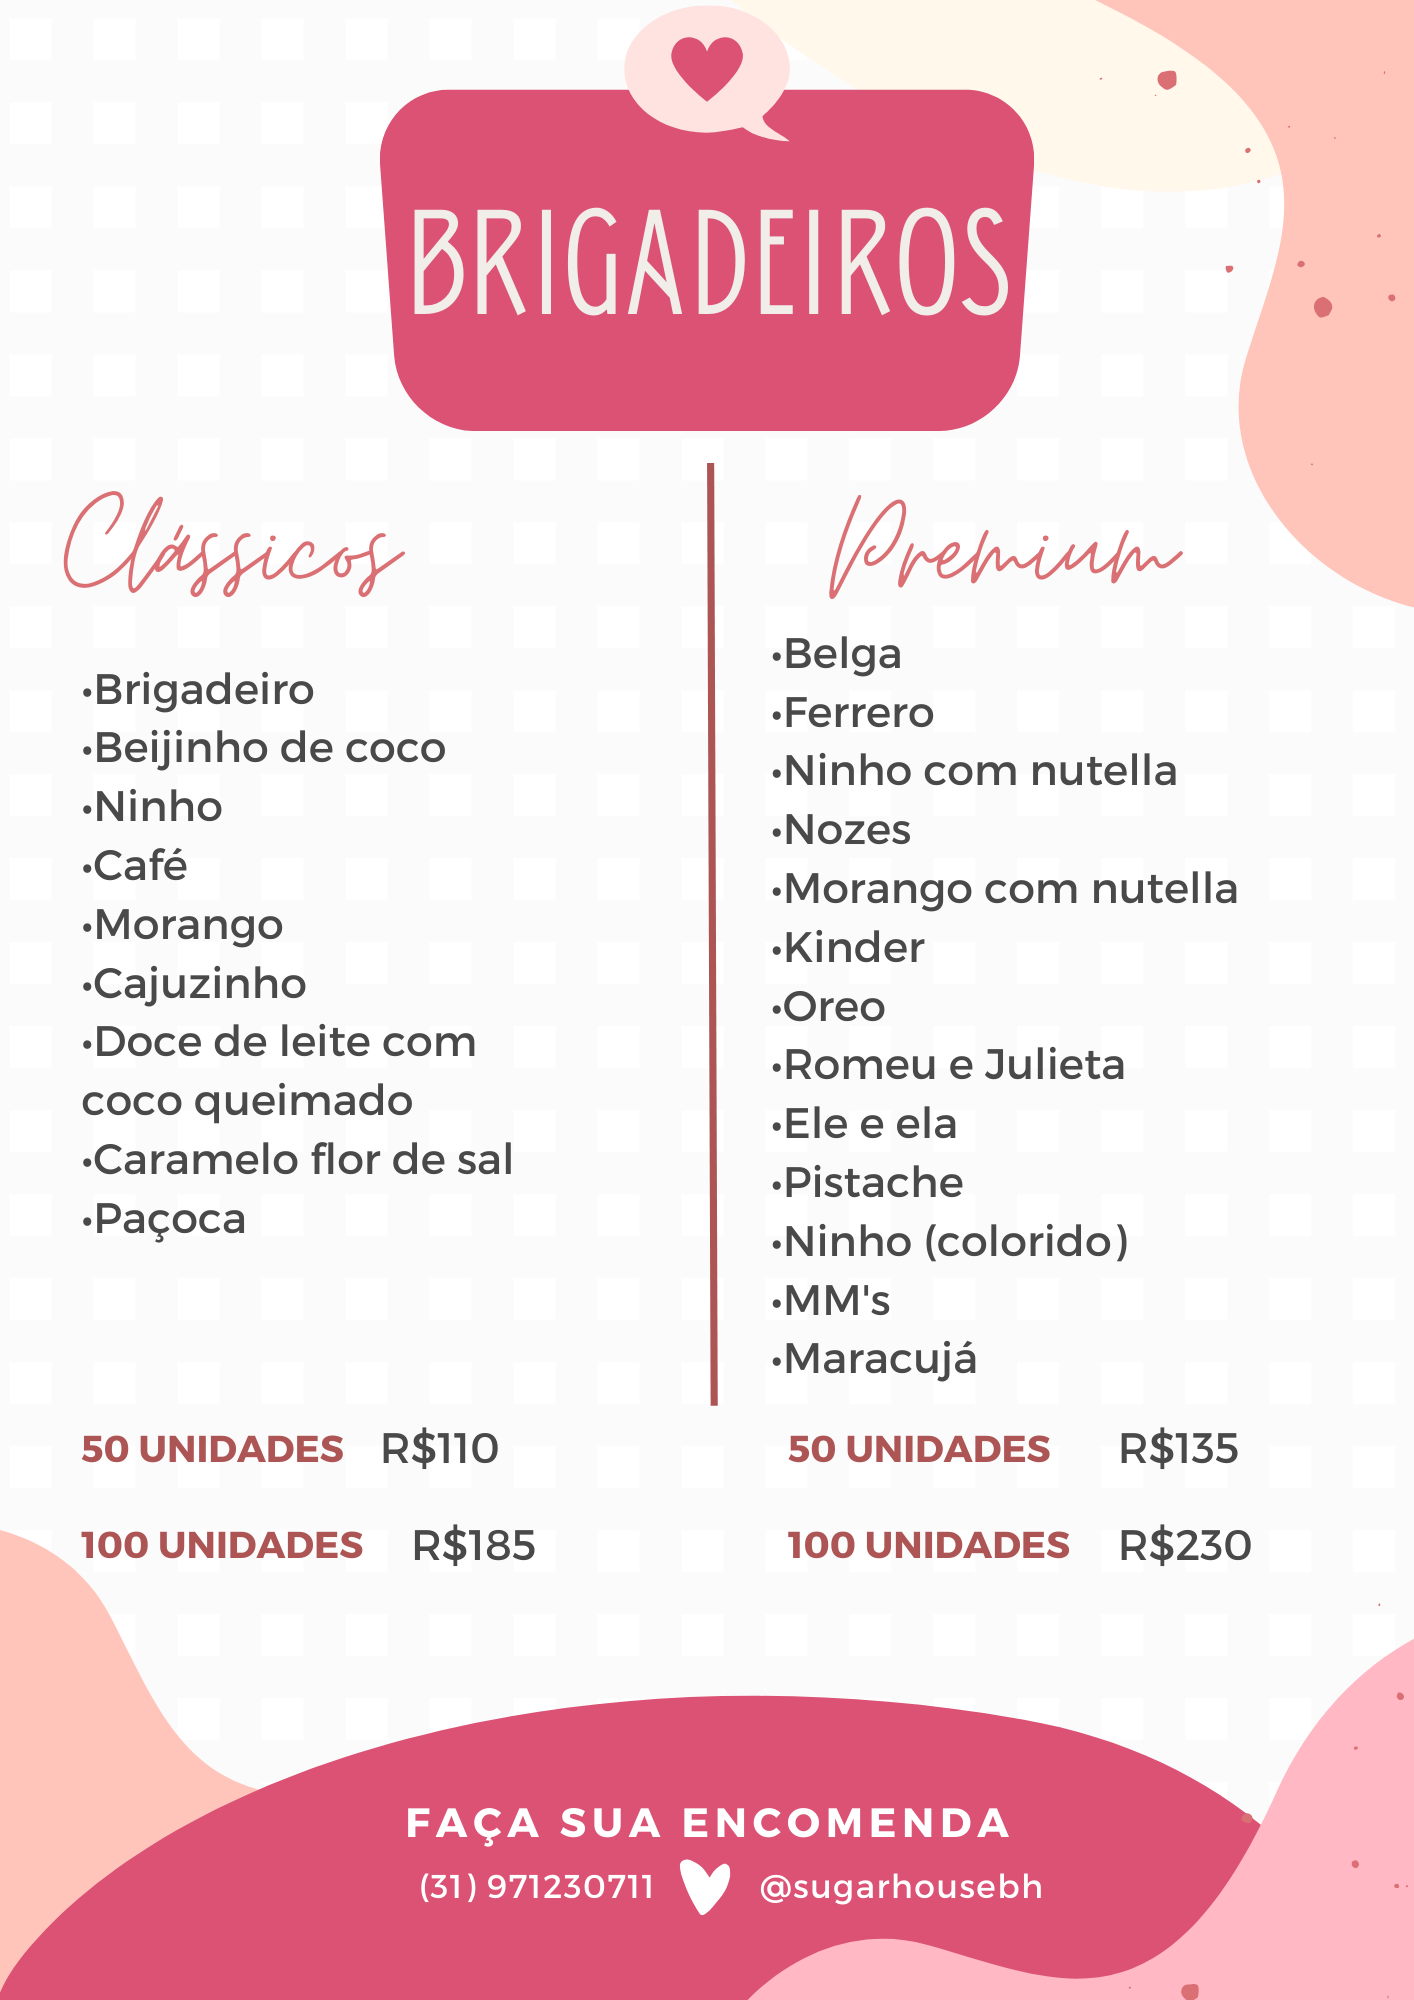 BRIGADEIROS
Clássicos
•Brigadeiro
•Beijinho de coco
•Ninho
•Café
•Morango
•Cajuzinho
•Doce de leite com
coco queimado
•Caramelo flor de sal
•Paçoca
50 UNIDADES R$110
100 UNIDADES R$185
Premium
•Belga
•Ferrero
•Ninho com nutella
•Nozes
•Morango com nutella
•Kinder
•Oreo
•Romeu e Julieta
•Ele e ela
•Pistache
•Ninho (colorido)
•MM's
•Maracujá
50 UNIDADES R$135
100 UNIDADES R$230
FAÇA SUA ENCOMENDA
(31) 971230711 @sugarhousebh